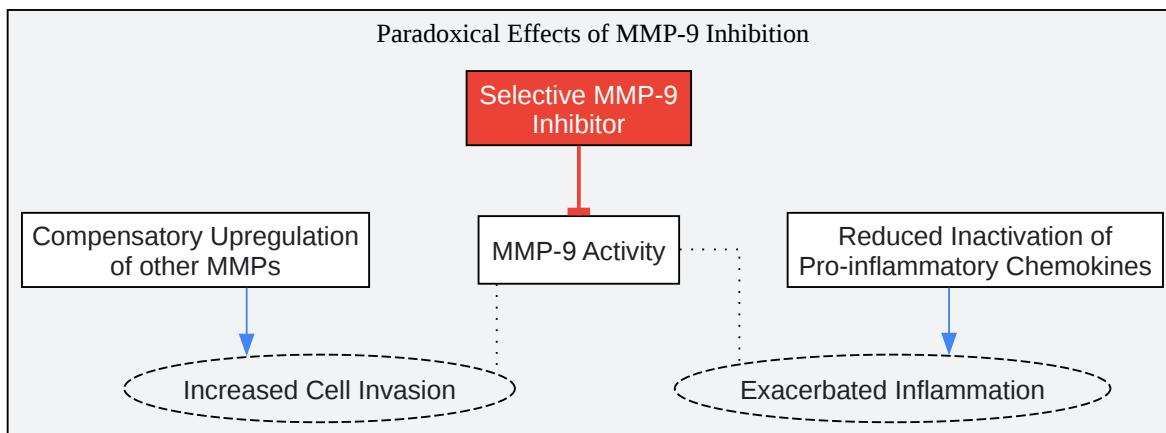 Paradoxical Effects of MMP-9 Inhibition
Selective MMP-9
Inhibitor
Compensatory Upregulation
of other MMPs
MMP-9 Activity
Reduced Inactivation of
Pro-inflammatory Chemokines
Increased Cell Invasion
Exacerbated Inflammation